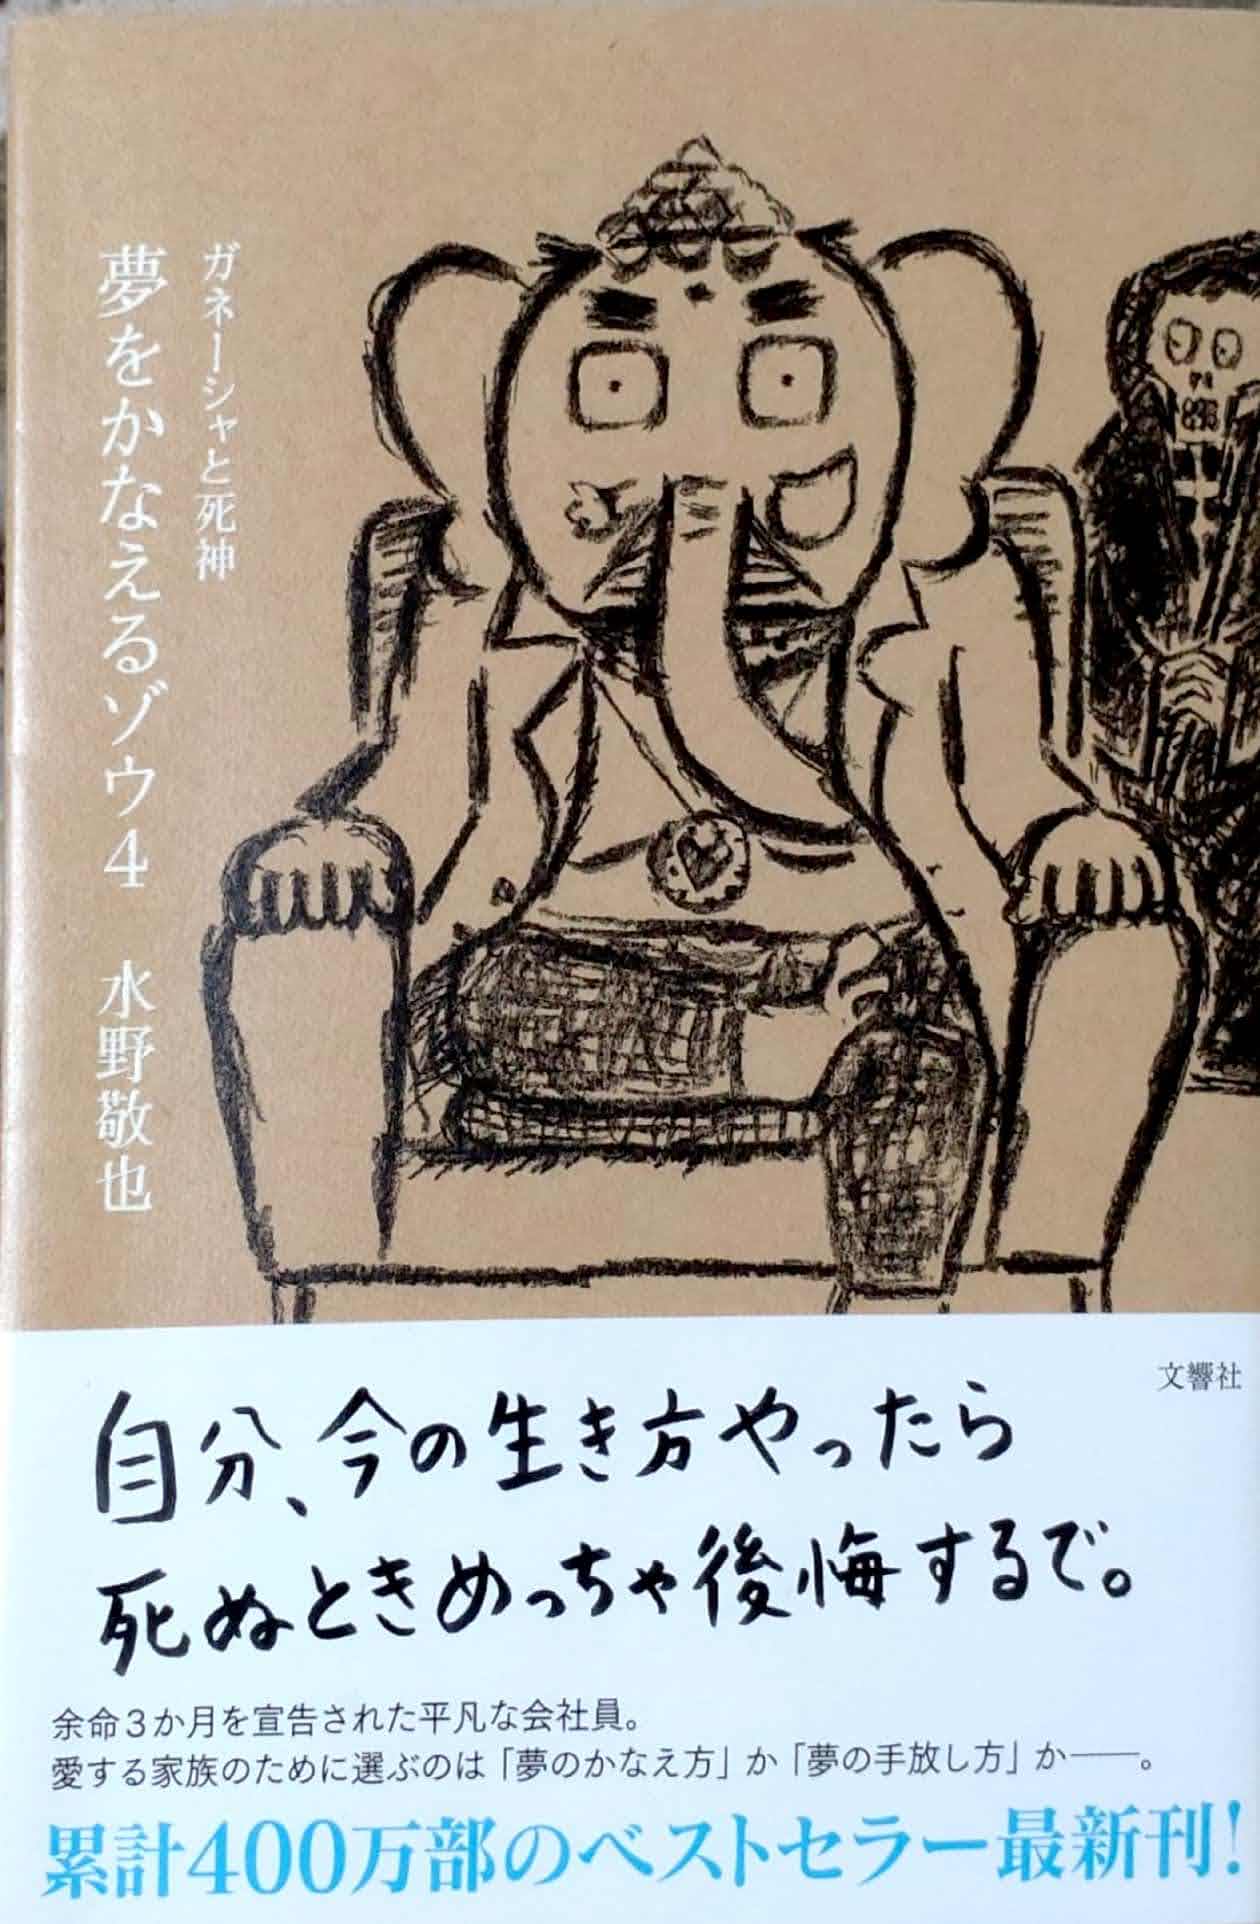 夢をかなえるゾウ4 水野敬也
ガネーシャと死神
文響社
自分、今の生き方やったら
死ぬときめっちゃ後悔するで。
余命3か月を宣告された平凡な会社員。
愛する家族のために選ぶのは「夢のかなえ方」か「夢の手放し方」か──。
累計400万部のベストセラー最新刊!